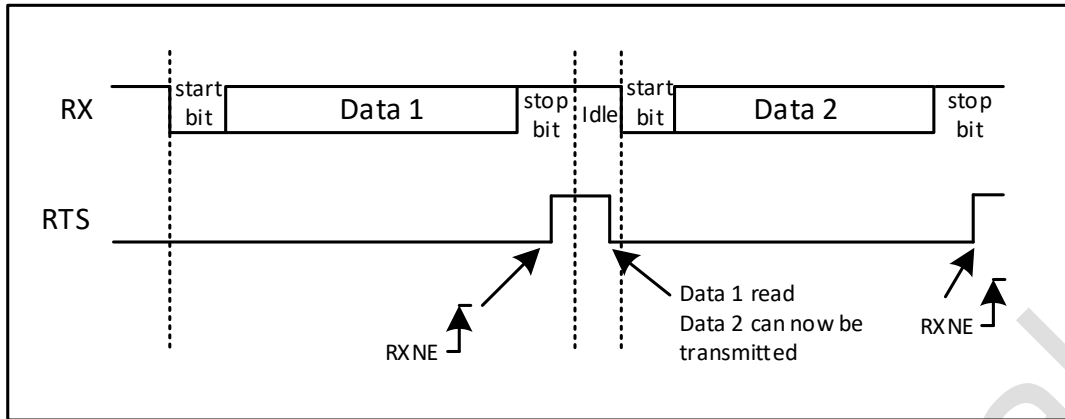 RX
start
bit
Data 1
stop
bit
Idle
start
bit
Data 2
stop
bit
RTS
RXNE
Data 1 read
Data 2 can now be
transmitted
RXNE